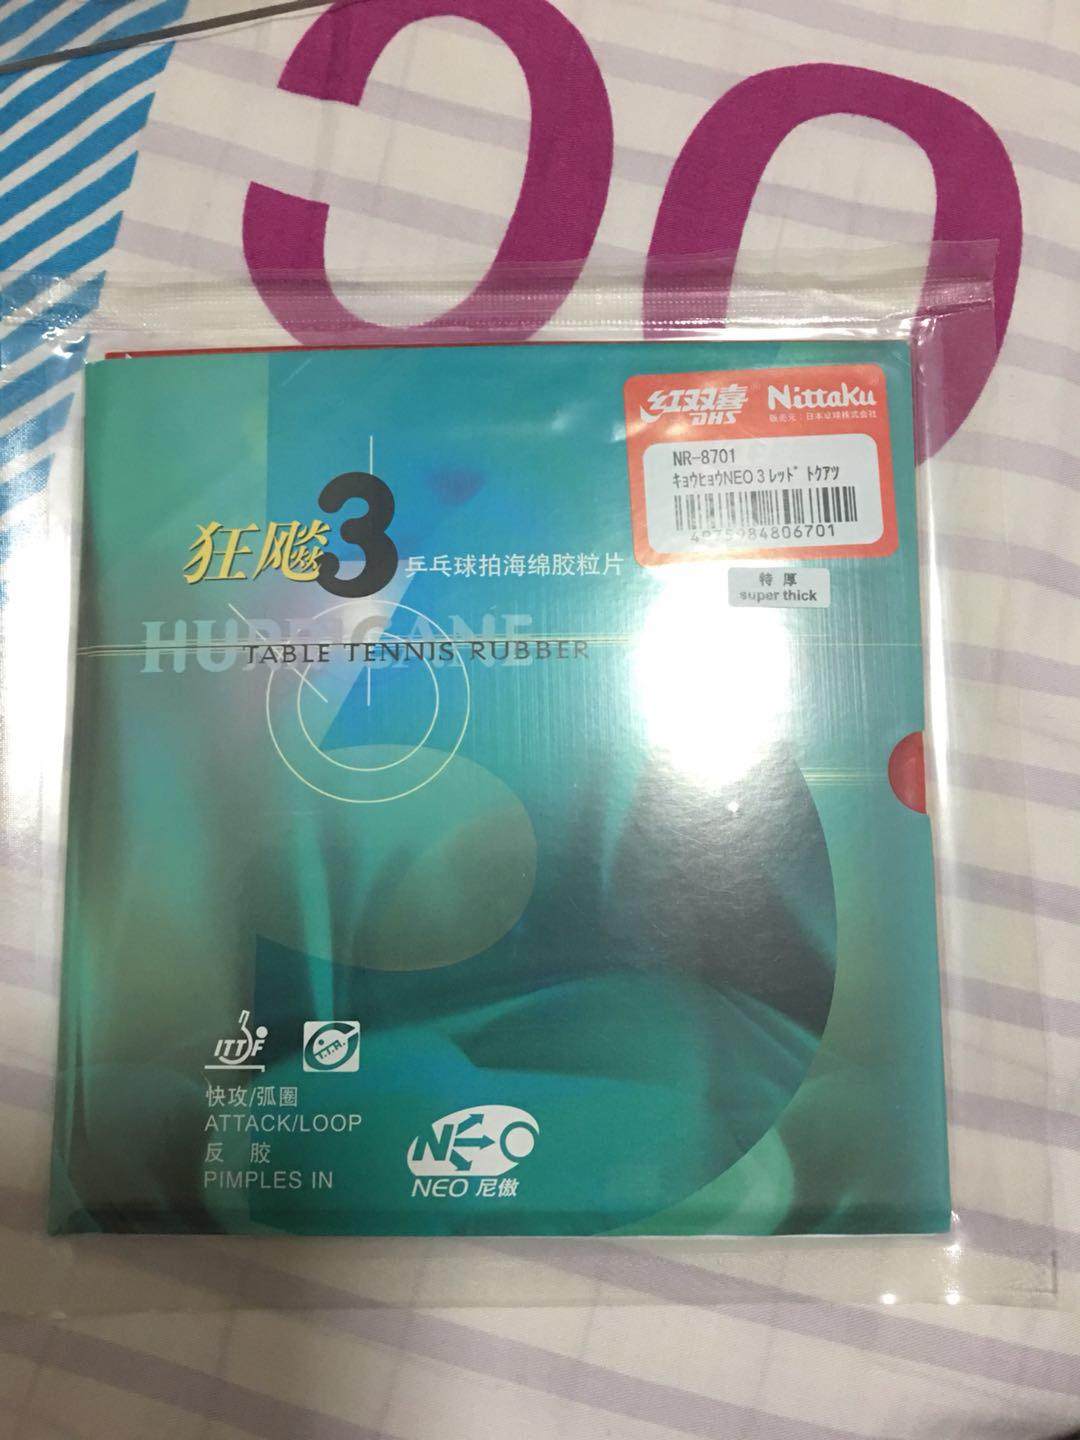 红双喜 Nittaku
DHS
販売元：日本卓球株式会社
NR-8701
ｷｮｳﾋｮｳNEO 3 ﾚｯﾄﾞ ﾄｸｱﾂ
4975984806701
特 厚
super thick
狂飚3 乒乓球拍海绵胶粒片
HURRICANE
TABLE TENNIS RUBBER
ITTF T.T.R.
快攻/弧圈
ATTACK/LOOP
反 胶
PIMPLES IN
NEO
NEO 尼傲